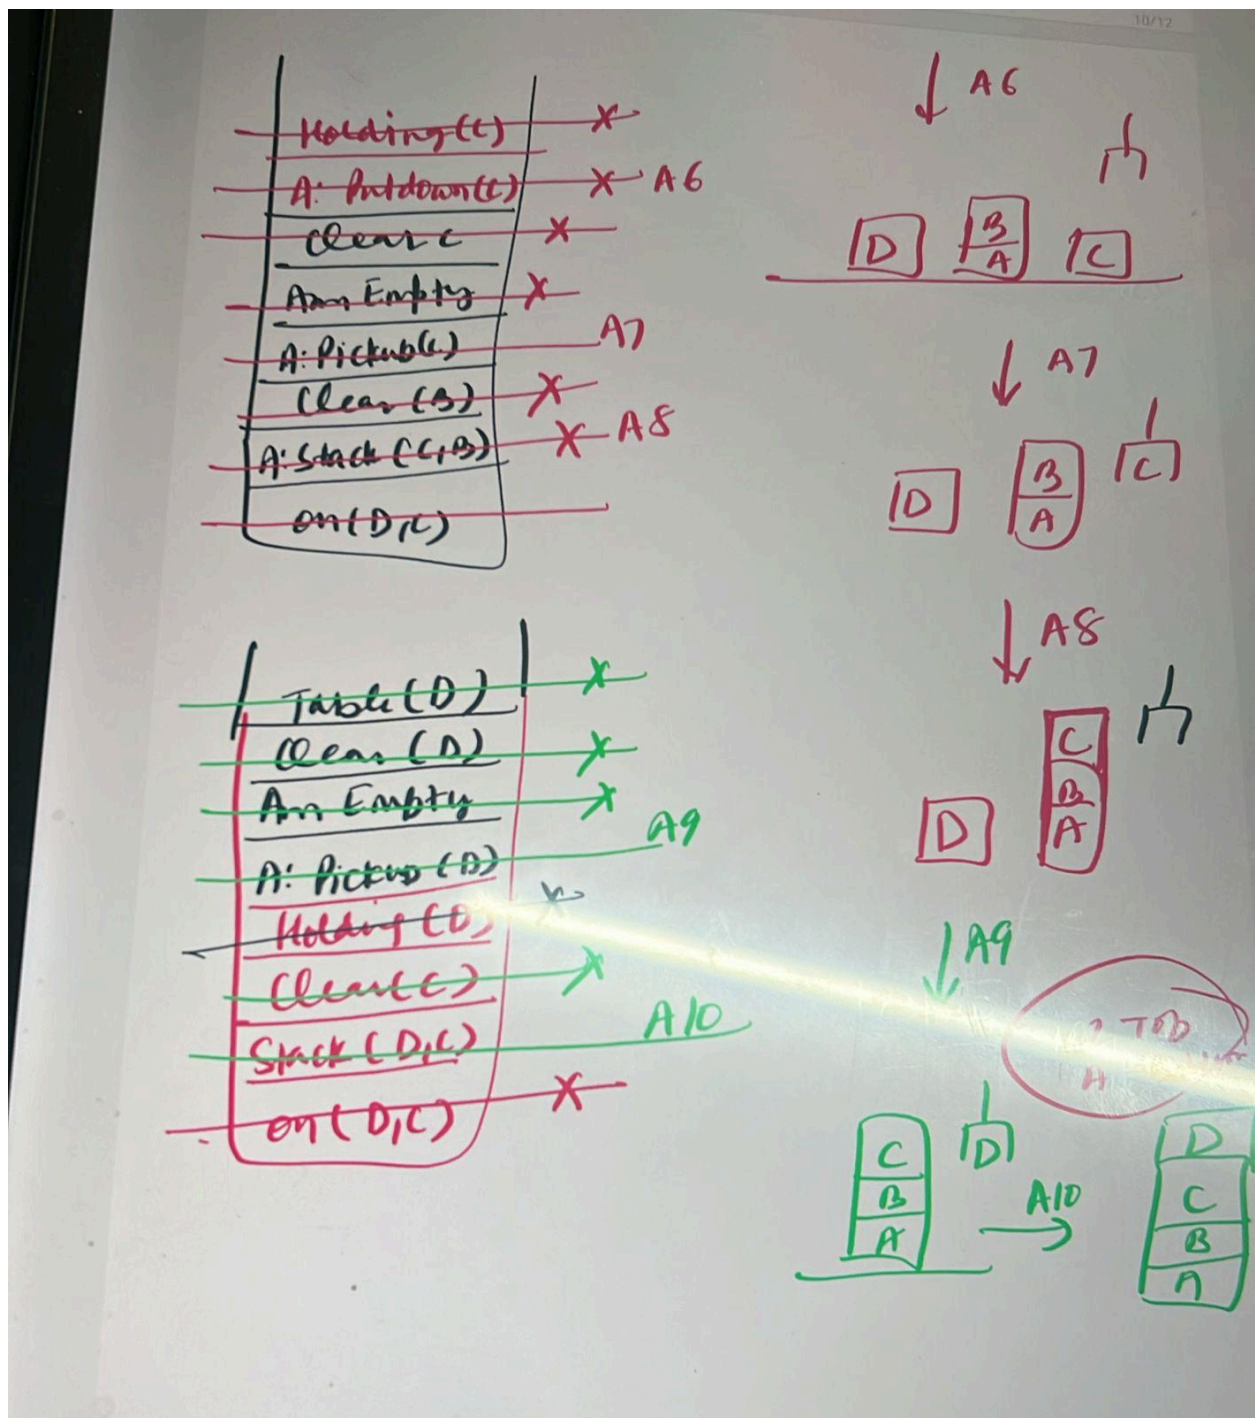 10/12
Holding(C)
A: Putdown(C) A6
Clear C
Arm Empty
A: Pickup(C) A7
Clear (B)
A: Stack (C,B) A8
on(D,C)
Table (D)
Clear (D)
Arm Empty
A: Pickup (D) A9
Holding (D)
Clear(C)
Stack (D,C) A10
on(D,C)
A6
D
B
A
C
A7
D
B
A
C
A8
D
C
B
A
A9
C
B
A
D
A10
D
C
B
A